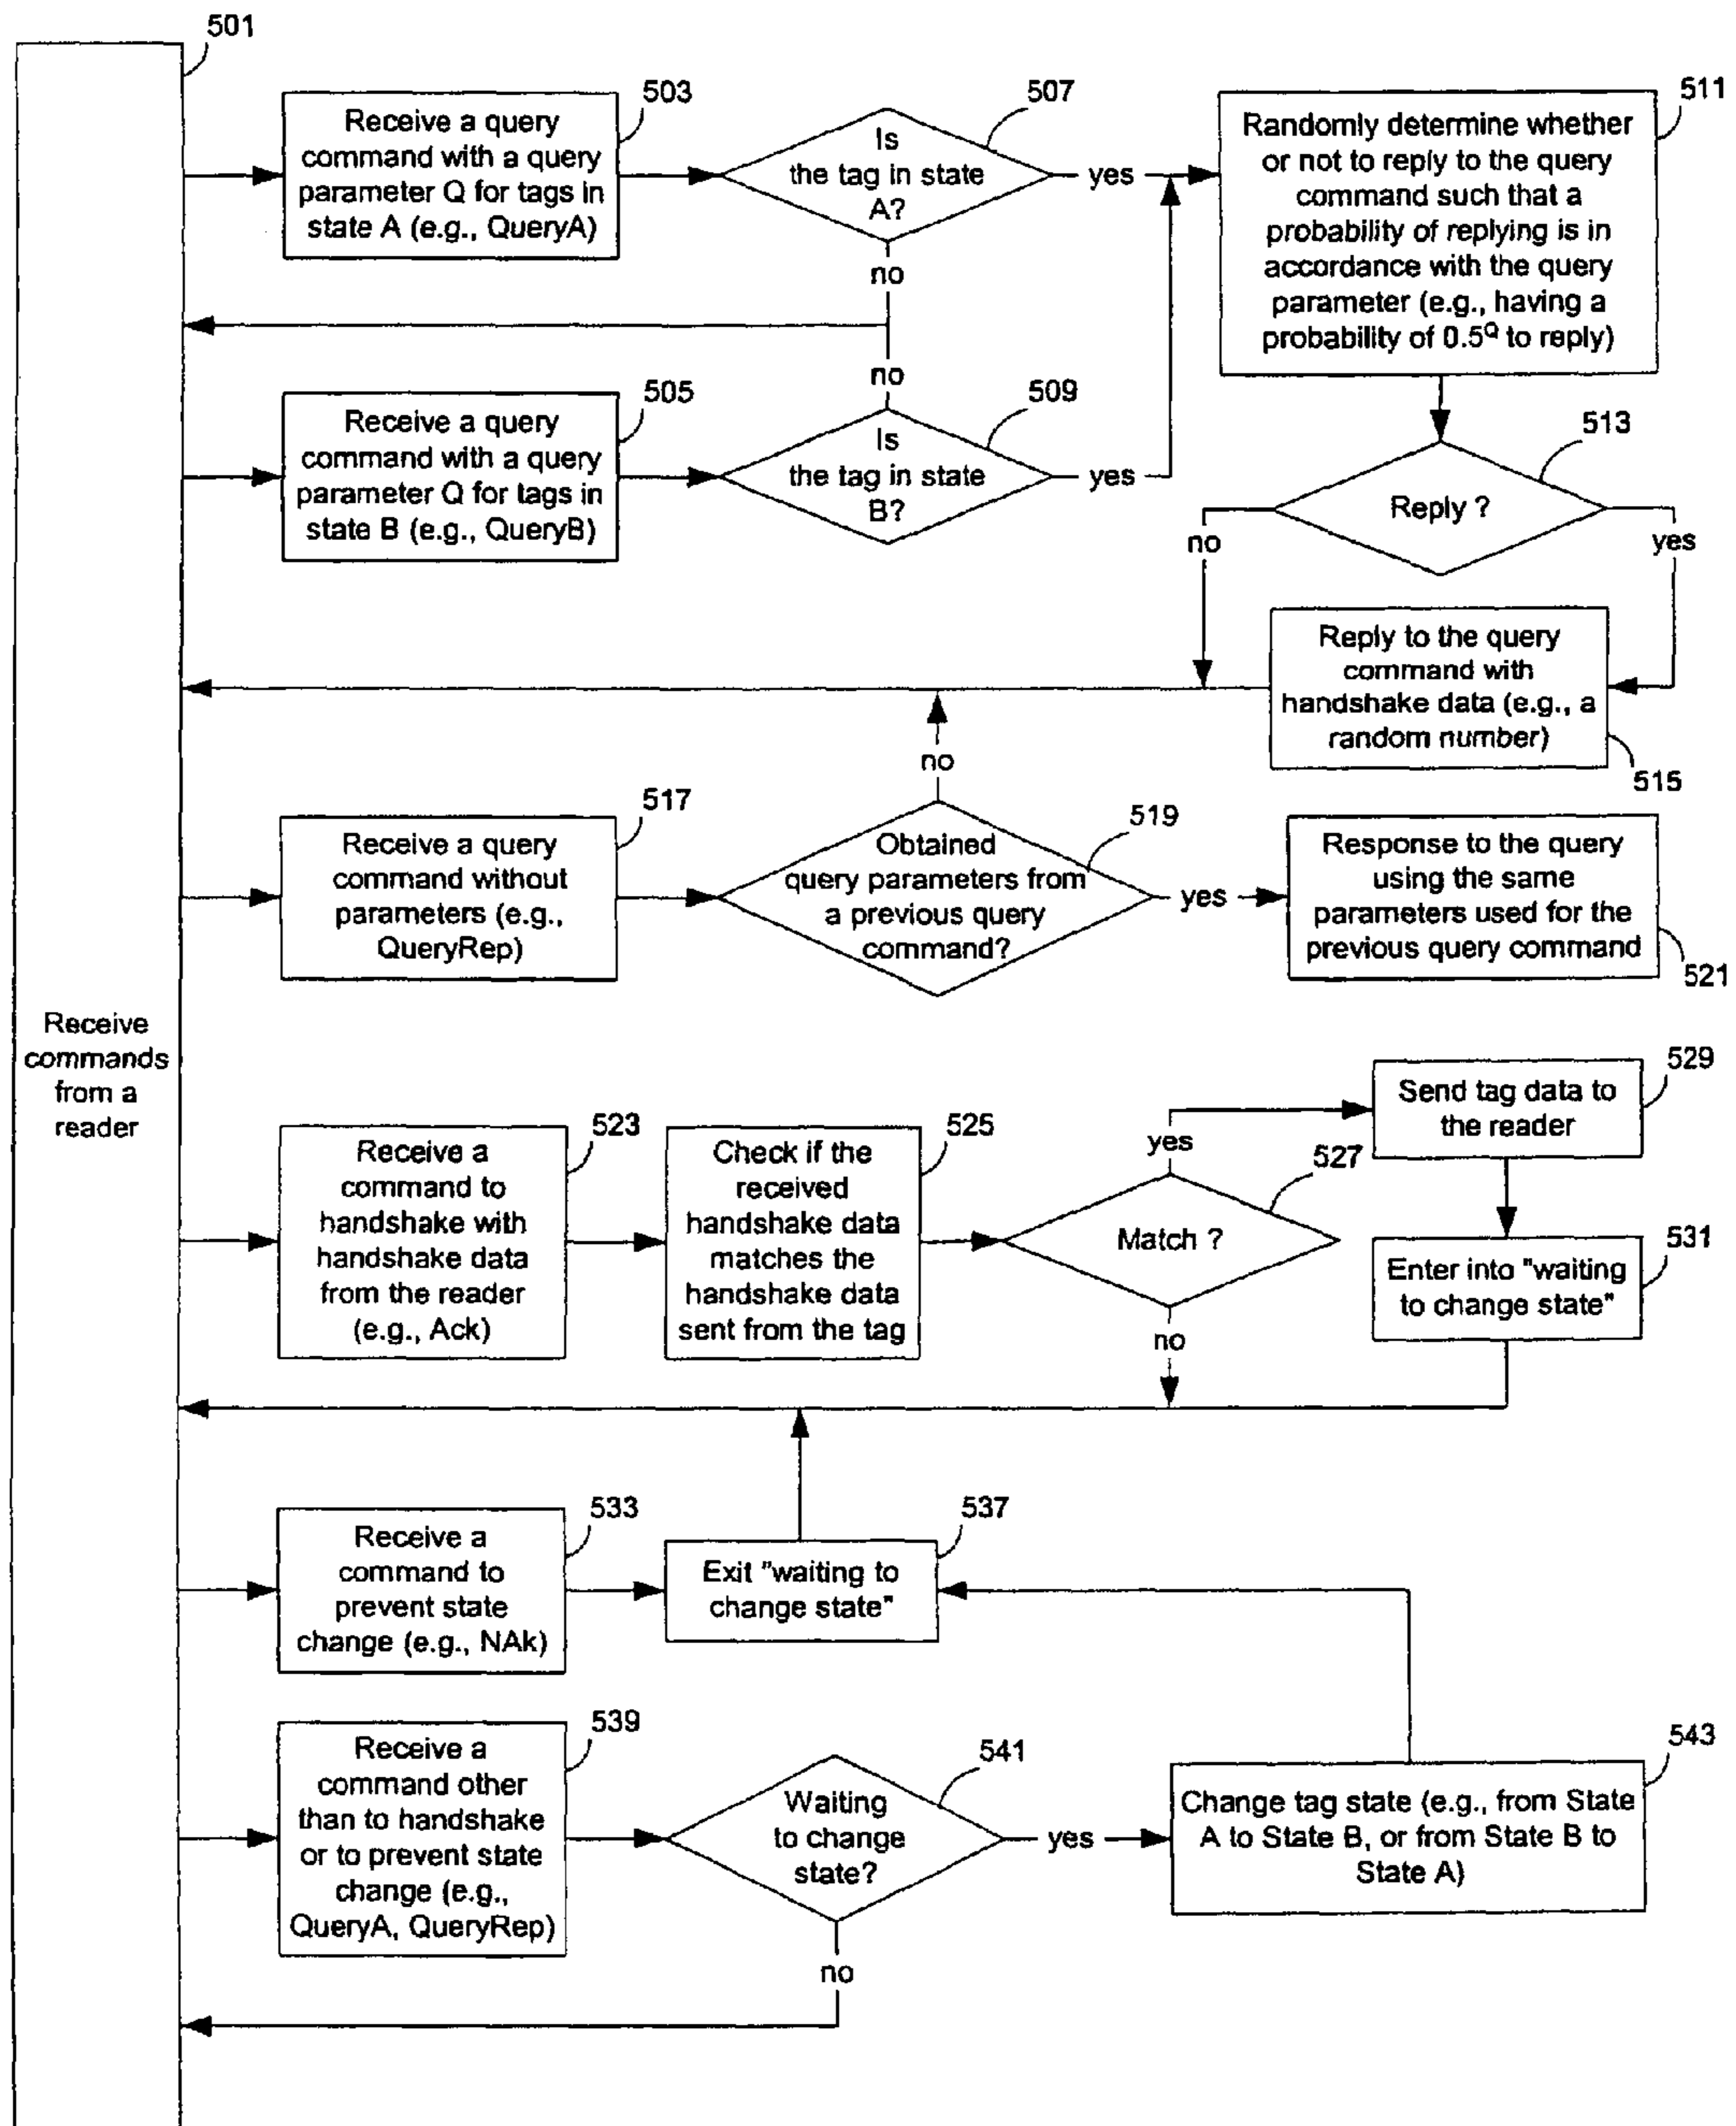 501
Receive
commands
from a
reader
503
Receive a query
command with a query
parameter Q for tags in
state A (e.g., QueryA)
507
Is
the tag in state
A?
yes
no
511
Randomly determine whether
or not to reply to the query
command such that a
probability of replying is in
accordance with the query
parameter (e.g., having a
probability of 0.5^Q to reply)
505
Receive a query
command with a query
parameter Q for tags in
state B (e.g., QueryB)
no
509
Is
the tag in state
B?
yes
513
Reply ?
no
yes
Reply to the query
command with
handshake data (e.g., a
random number)
515
517
Receive a query
command without
parameters (e.g.,
QueryRep)
no
519
Obtained
query parameters from
a previous query
command?
yes
Response to the query
using the same
parameters used for the
previous query command
521
523
Receive a
command to
handshake with
handshake data
from the reader
(e.g., Ack)
525
Check if the
received
handshake data
matches the
handshake data
sent from the tag
yes
527
Match ?
no
529
Send tag data to
the reader
531
Enter into "waiting
to change state"
533
Receive a
command to
prevent state
change (e.g., NAk)
537
Exit "waiting to
change state"
539
Receive a
command other
than to handshake
or to prevent state
change (e.g.,
QueryA, QueryRep)
541
Waiting
to change
state?
yes
no
543
Change tag state (e.g., from State
A to State B, or from State B to
State A)